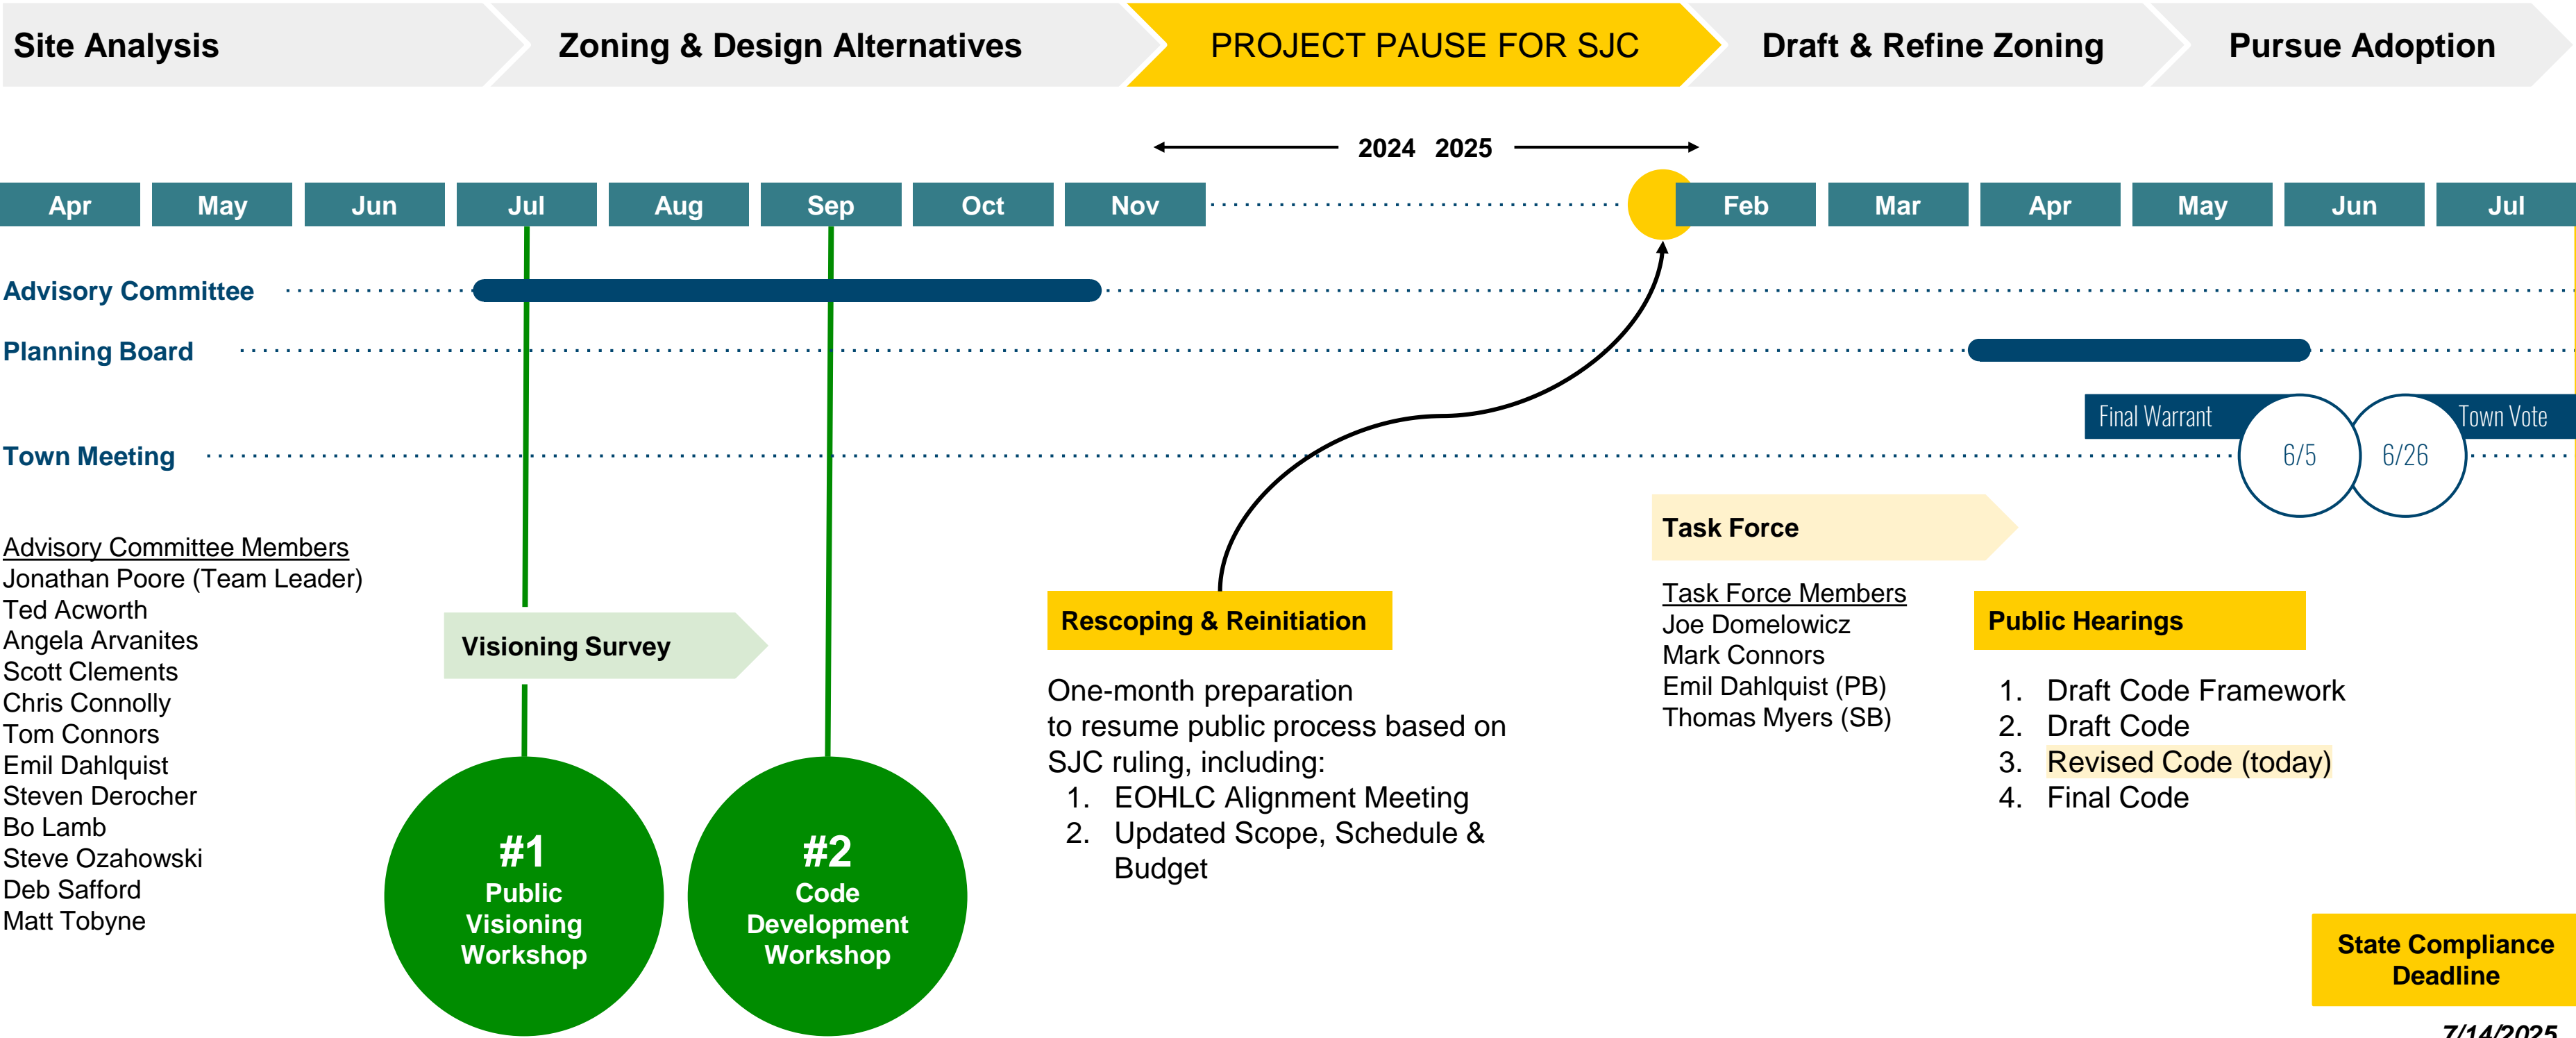 Site Analysis
Zoning & Design Alternatives
PROJECT PAUSE FOR SJC
Draft & Refine Zoning
Pursue Adoption
2024 2025
Apr
May
Jun
Jul
Aug
Sep
Oct
Nov
Feb
Mar
Apr
May
Jun
Jul
Advisory Committee
Planning Board
Final Warrant
Town Vote
Town Meeting
6/5
6/26
Advisory Committee Members
Jonathan Poore (Team Leader)
Ted Acworth
Angela Arvanites
Scott Clements
Chris Connolly
Tom Connors
Emil Dahlquist
Steven Derocher
Bo Lamb
Steve Ozahowski
Deb Safford
Matt Tobyne
Visioning Survey
#1
Public
Visioning
Workshop
#2
Code
Development
Workshop
Rescoping & Reinitiation
One-month preparation
to resume public process based on
SJC ruling, including:
1. EOHLC Alignment Meeting
2. Updated Scope, Schedule &
Budget
Task Force
Task Force Members
Joe Domelowicz
Mark Connors
Emil Dahlquist (PB)
Thomas Myers (SB)
Public Hearings
1. Draft Code Framework
2. Draft Code
3. Revised Code (today)
4. Final Code
State Compliance
Deadline
7/14/2025